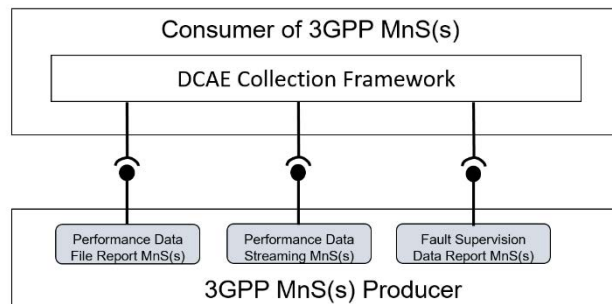 Consumer of 3GPP MnS(s)
DCAE Collection Framework
Performance Data
File Report MnS(s)
Performance Data
Streaming MnS(s)
Fault Supervision
Data Report MnS(s)
3GPP MnS(s) Producer